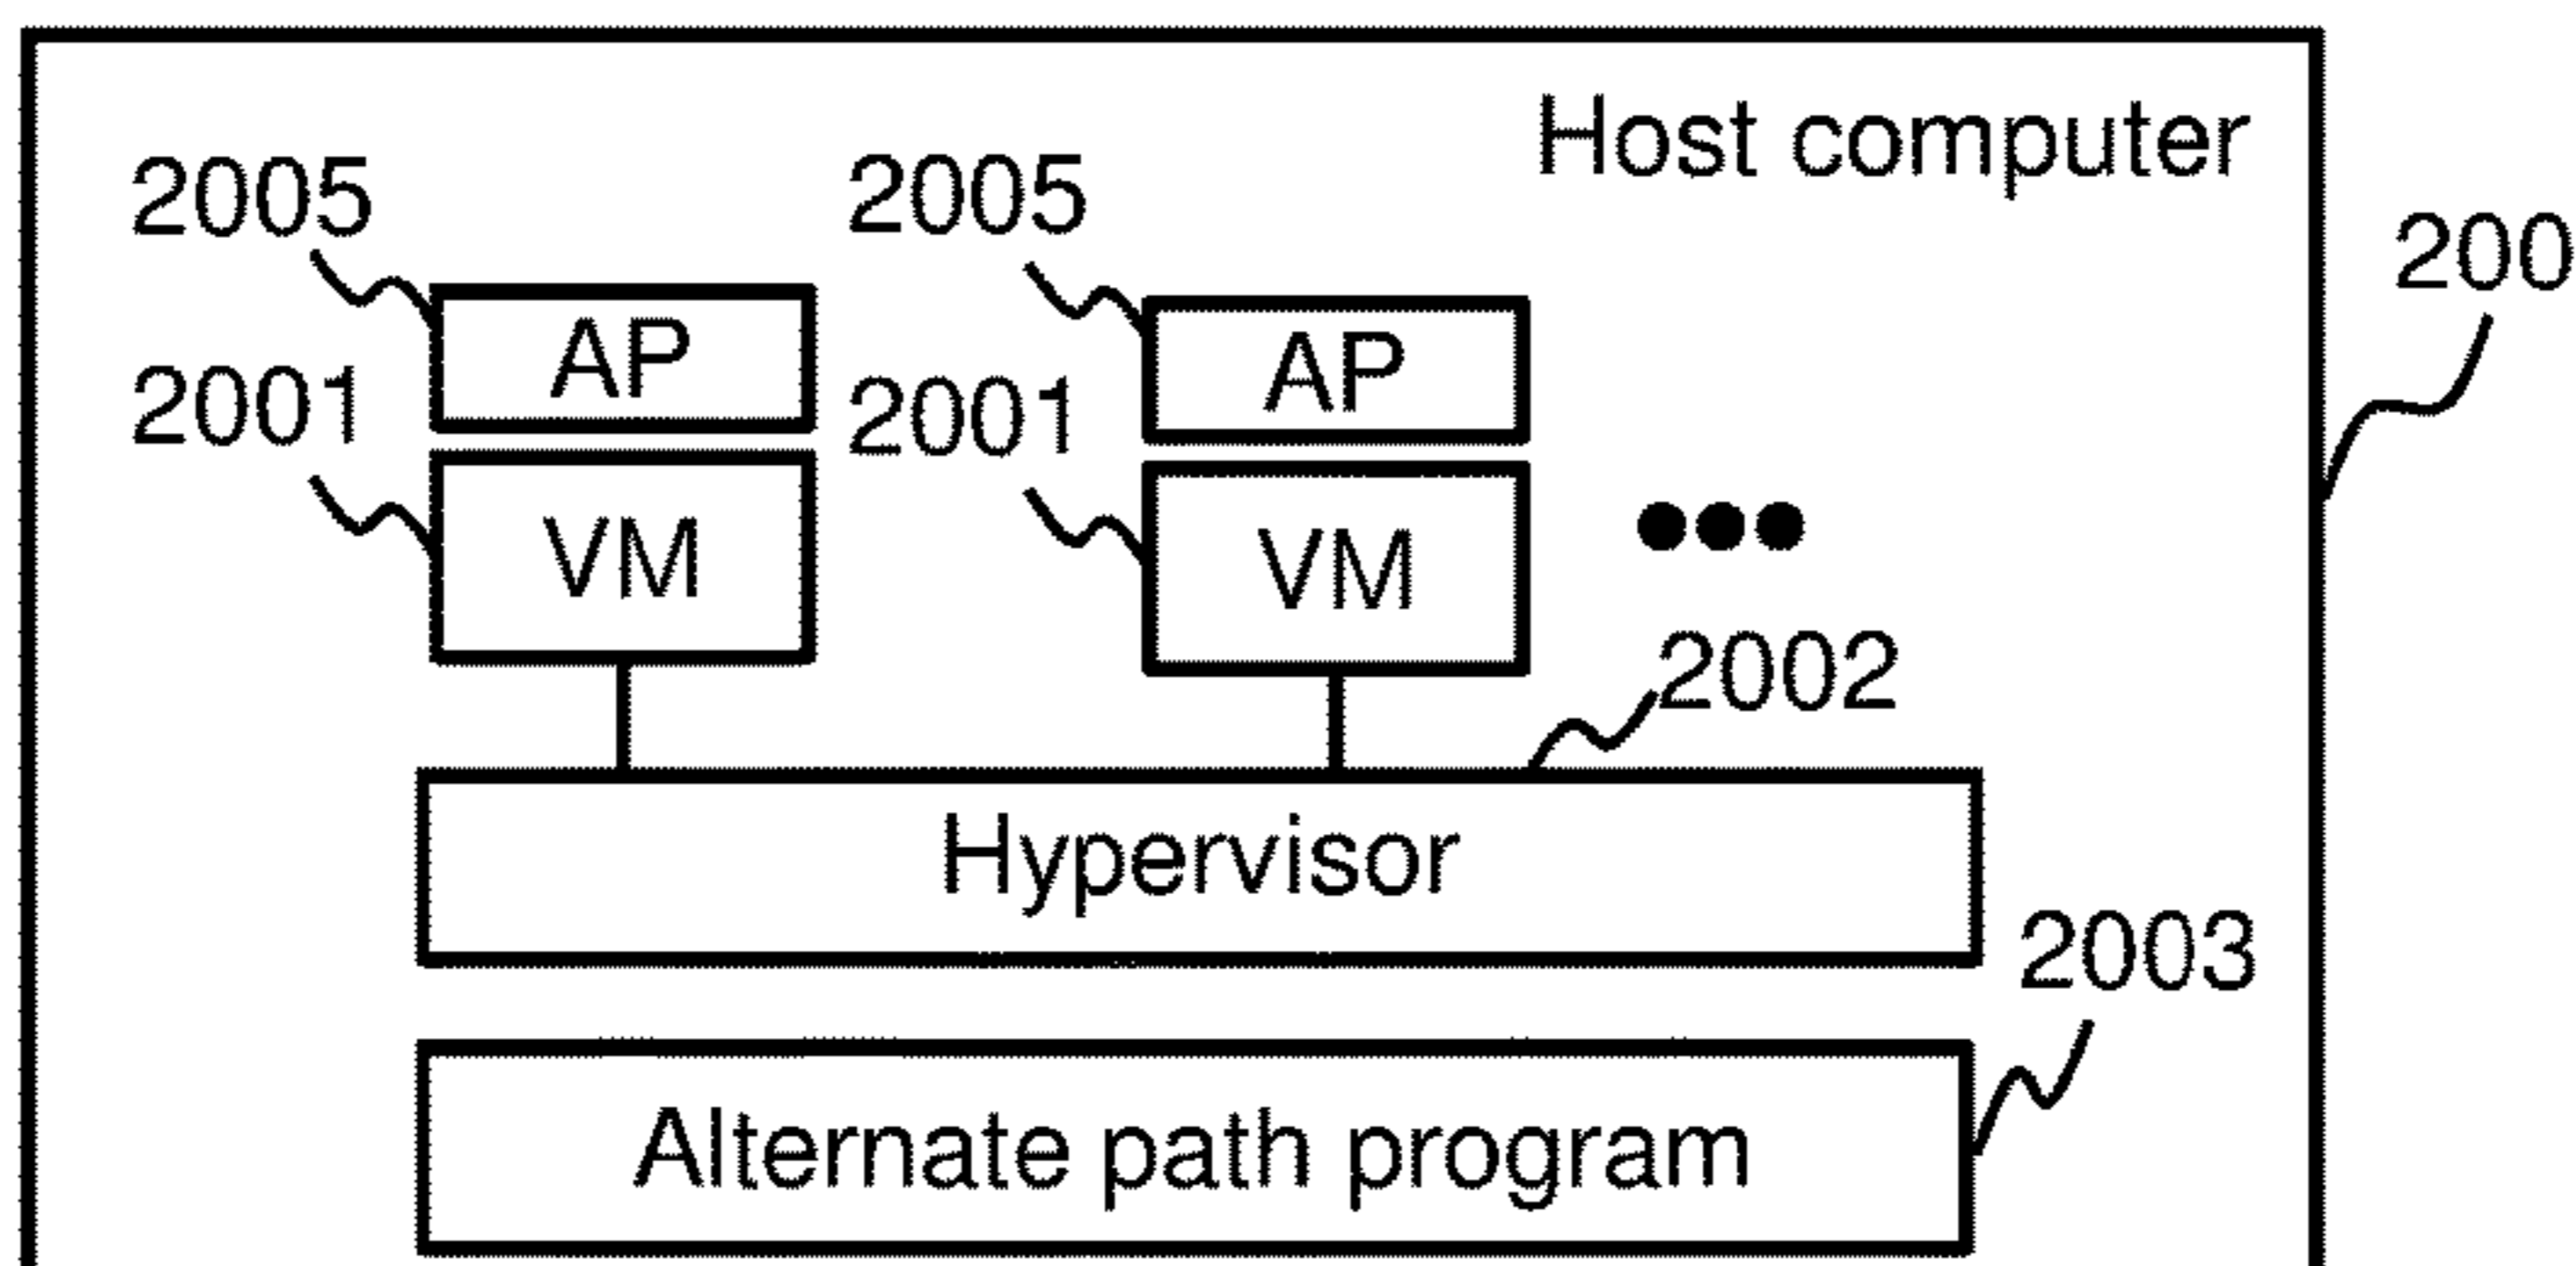 Host computer
2005
2005
200
AP
AP
2001
2001
VM
VM
2002
Hypervisor
2003
Alternate path program